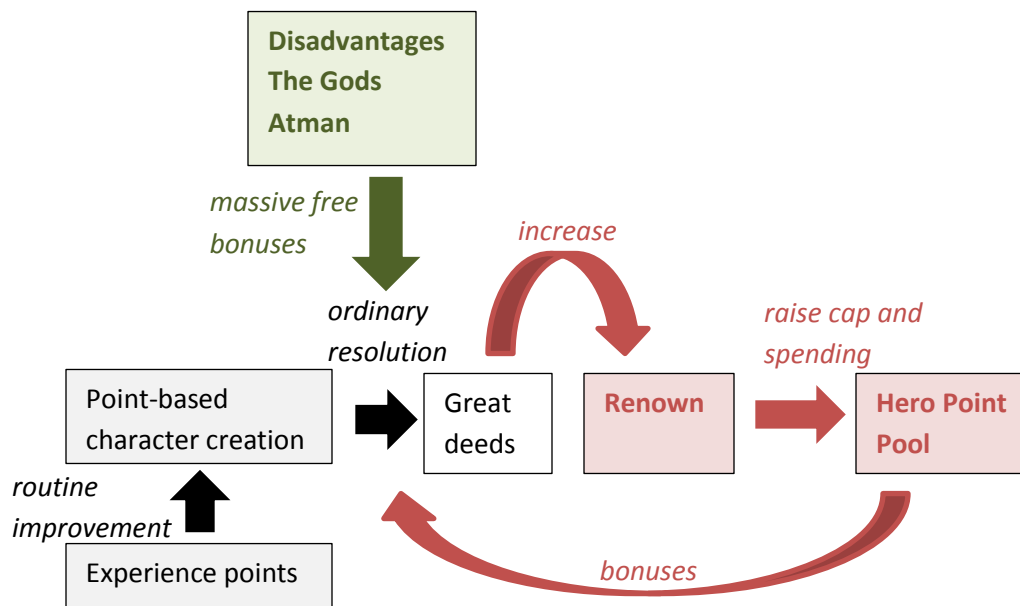 Disadvantages
The Gods
Atman
massive free
bonuses
increase
ordinary
resolution
raise cap and
spending
Point-based
character creation
Great
deeds
Renown
Hero Point
Pool
routine
improvement
Experience points
bonuses